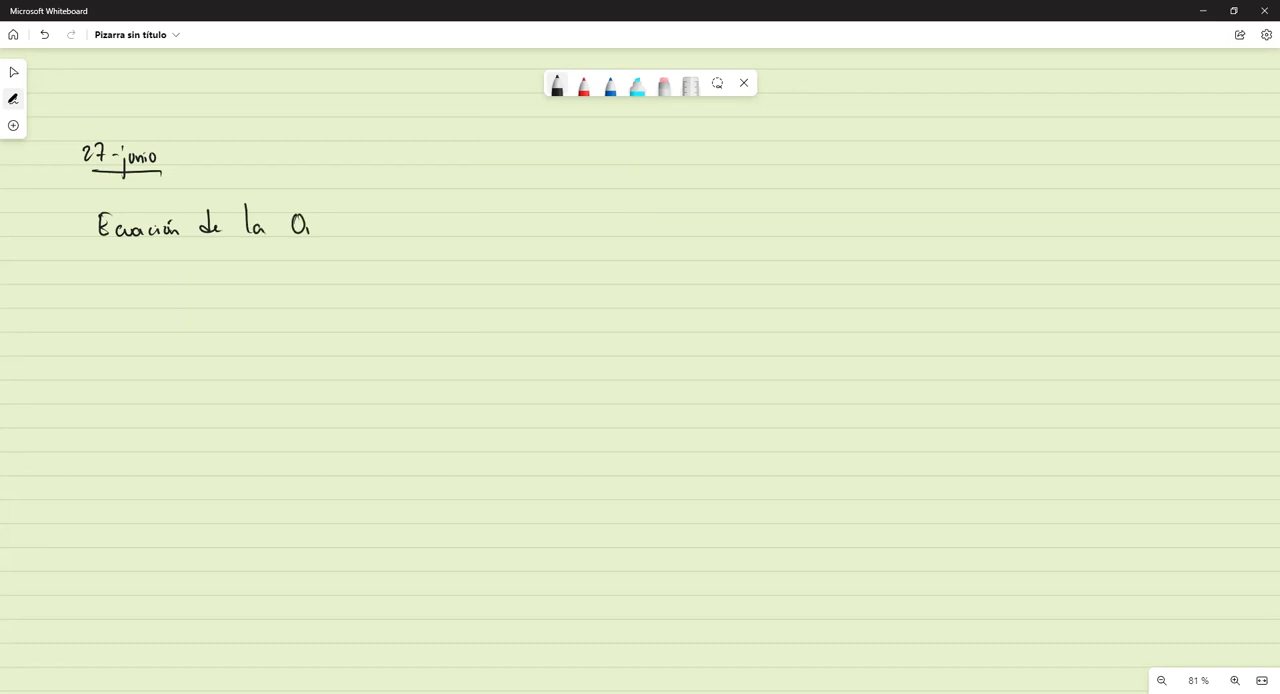 Microsoft Whiteboard
Pizarra sin título
27-junio
Ecuación de la
81 %